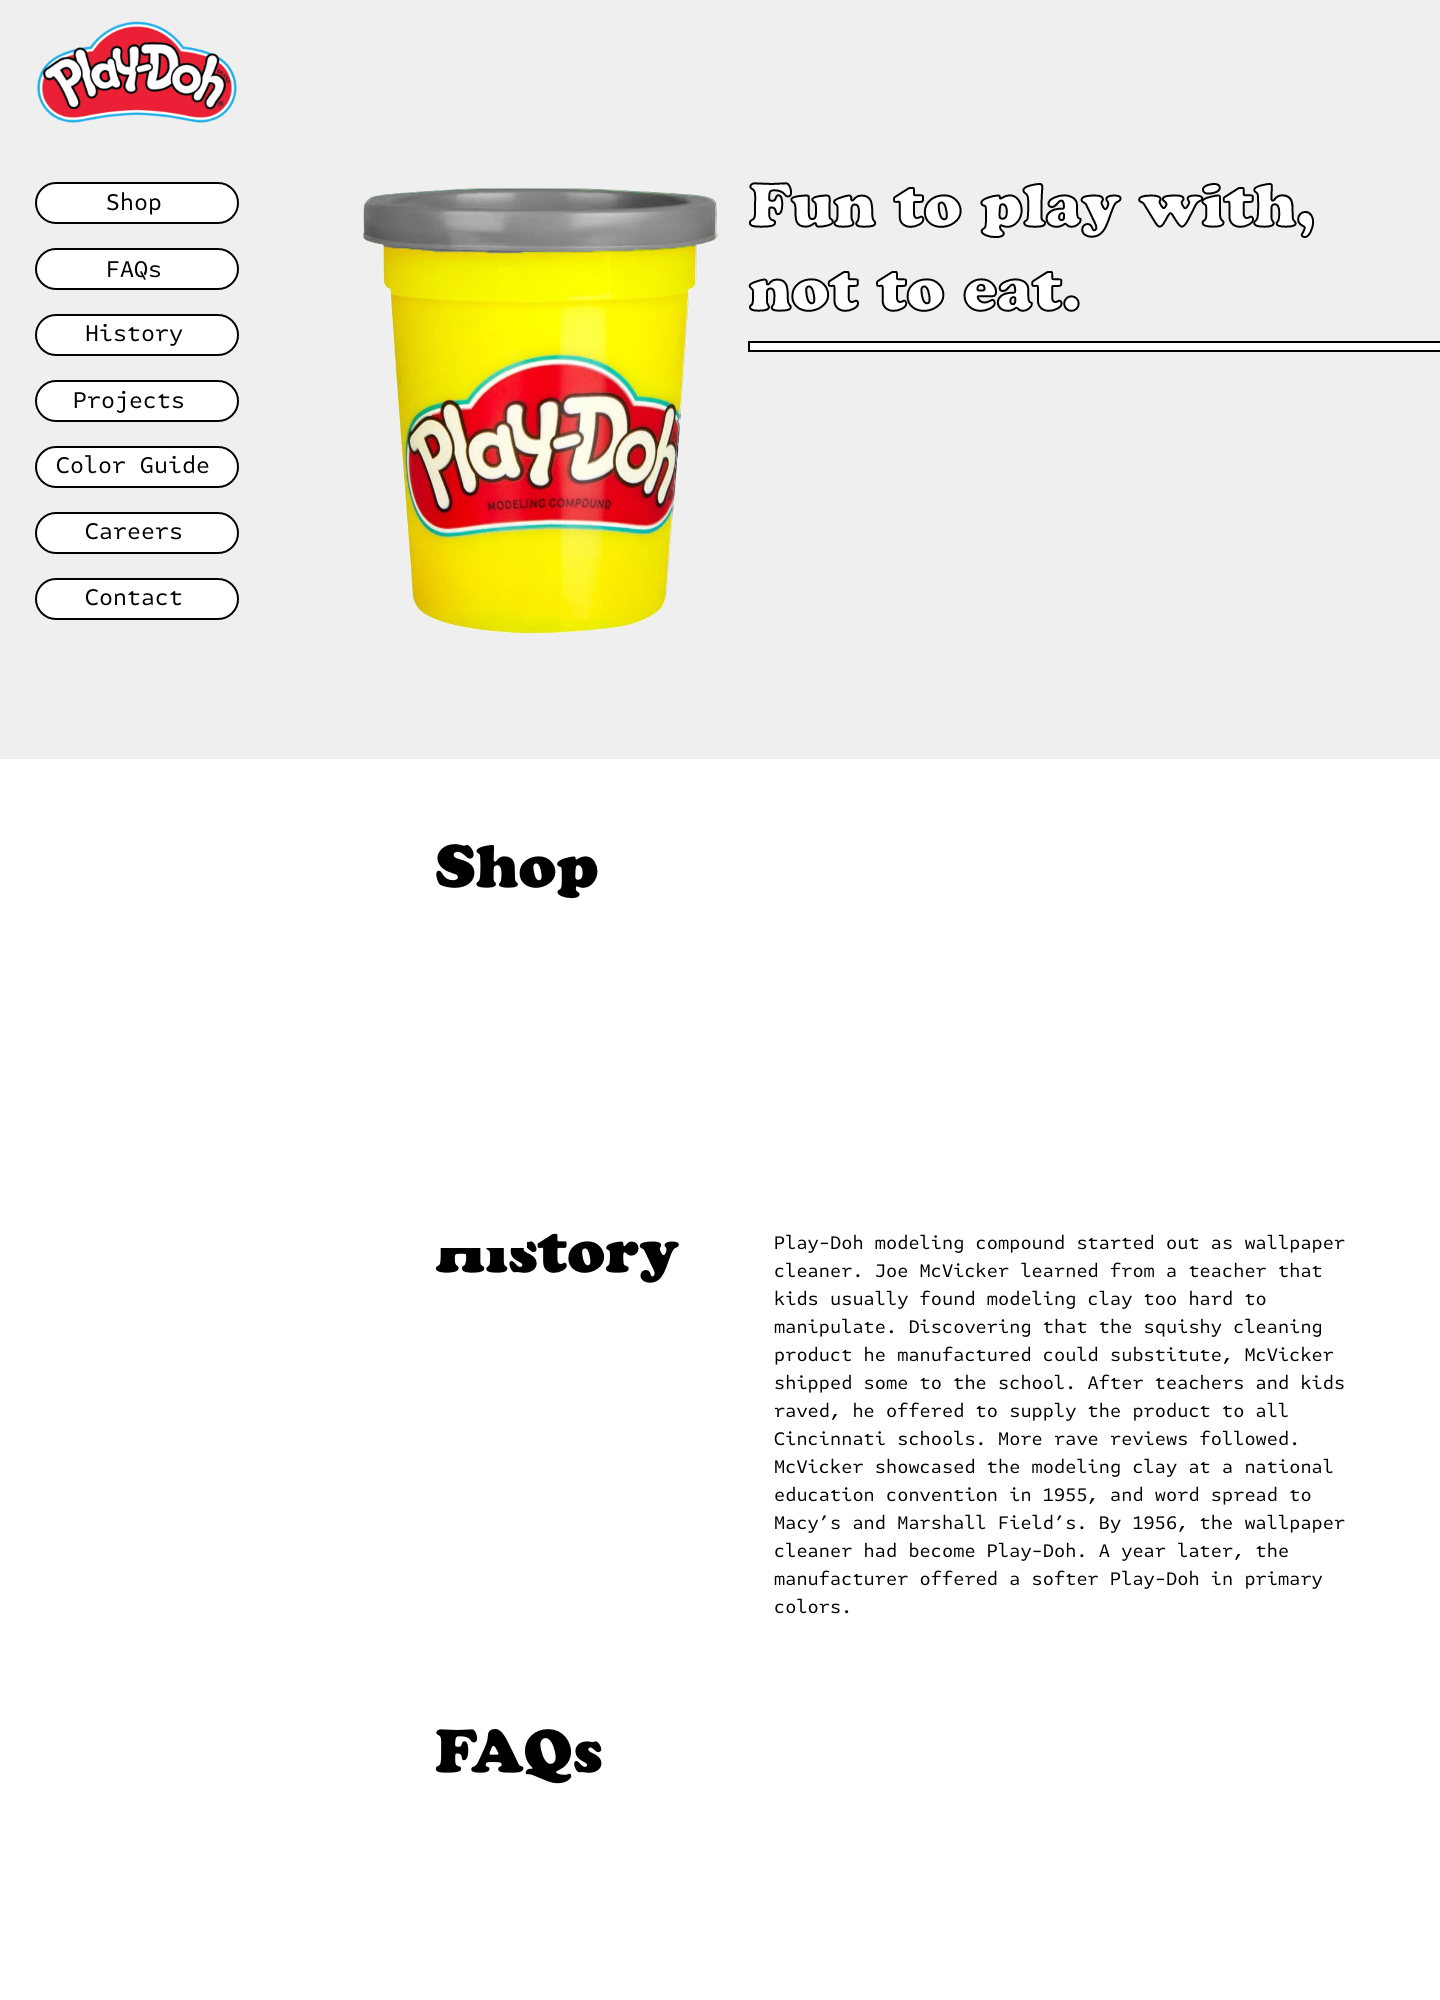 Play-Doh
Shop
FAQs
History
Projects
Color Guide
Careers
Contact
Play-Doh
MODELING COMPOUND
Fun to play with,
not to eat.
Shop
History
Play-Doh modeling compound started out as wallpaper
cleaner. Joe McVicker learned from a teacher that
kids usually found modeling clay too hard to
manipulate. Discovering that the squishy cleaning
product he manufactured could substitute, McVicker
shipped some to the school. After teachers and kids
raved, he offered to supply the product to all
Cincinnati schools. More rave reviews followed.
McVicker showcased the modeling clay at a national
education convention in 1955, and word spread to
Macy’s and Marshall Field’s. By 1956, the wallpaper
cleaner had become Play-Doh. A year later, the
manufacturer offered a softer Play-Doh in primary
colors.
FAQs